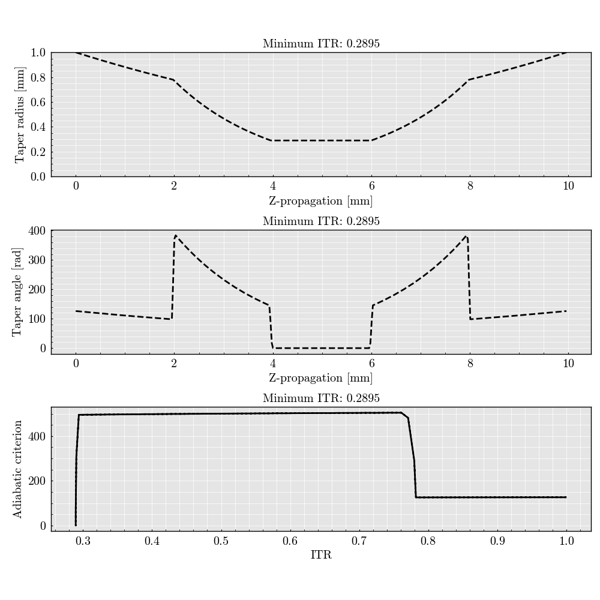 Minimum ITR: 0.2895
1.0
0.8
0.6
0.4
0.2
0.0
Taper radius [mm]
0 2 4 6 8 10
Z-propagation [mm]
Minimum ITR: 0.2895
400
300
200
100
0
Taper angle [rad]
0 2 4 6 8 10
Z-propagation [mm]
Minimum ITR: 0.2895
400
200
0
Adiabatic criterion
0.3 0.4 0.5 0.6 0.7 0.8 0.9 1.0
ITR